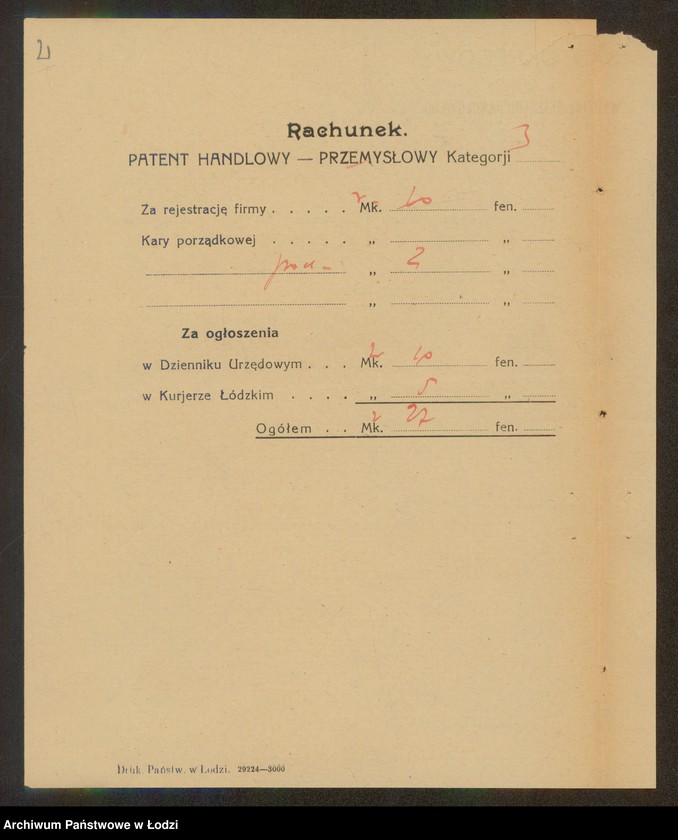 Rachunek.
PATENT HANDLOWY — PRZEMYSŁOWY Kategorji 3
Za rejestrację firmy . . . . . Mk. 10 fen.
Kary porządkowej . . . . . „ „
pod- „ 2 „
„ „
Za ogłoszenia
w Dzienniku Urzędowym . . . Mk. 10 fen.
w Kurjerze Łódzkim . . . . „ 5 „
Ogółem . . Mk. 27 fen.
Druk. Państw. w Łodzi. 29224—3000
Archiwum Państwowe w Łodzi